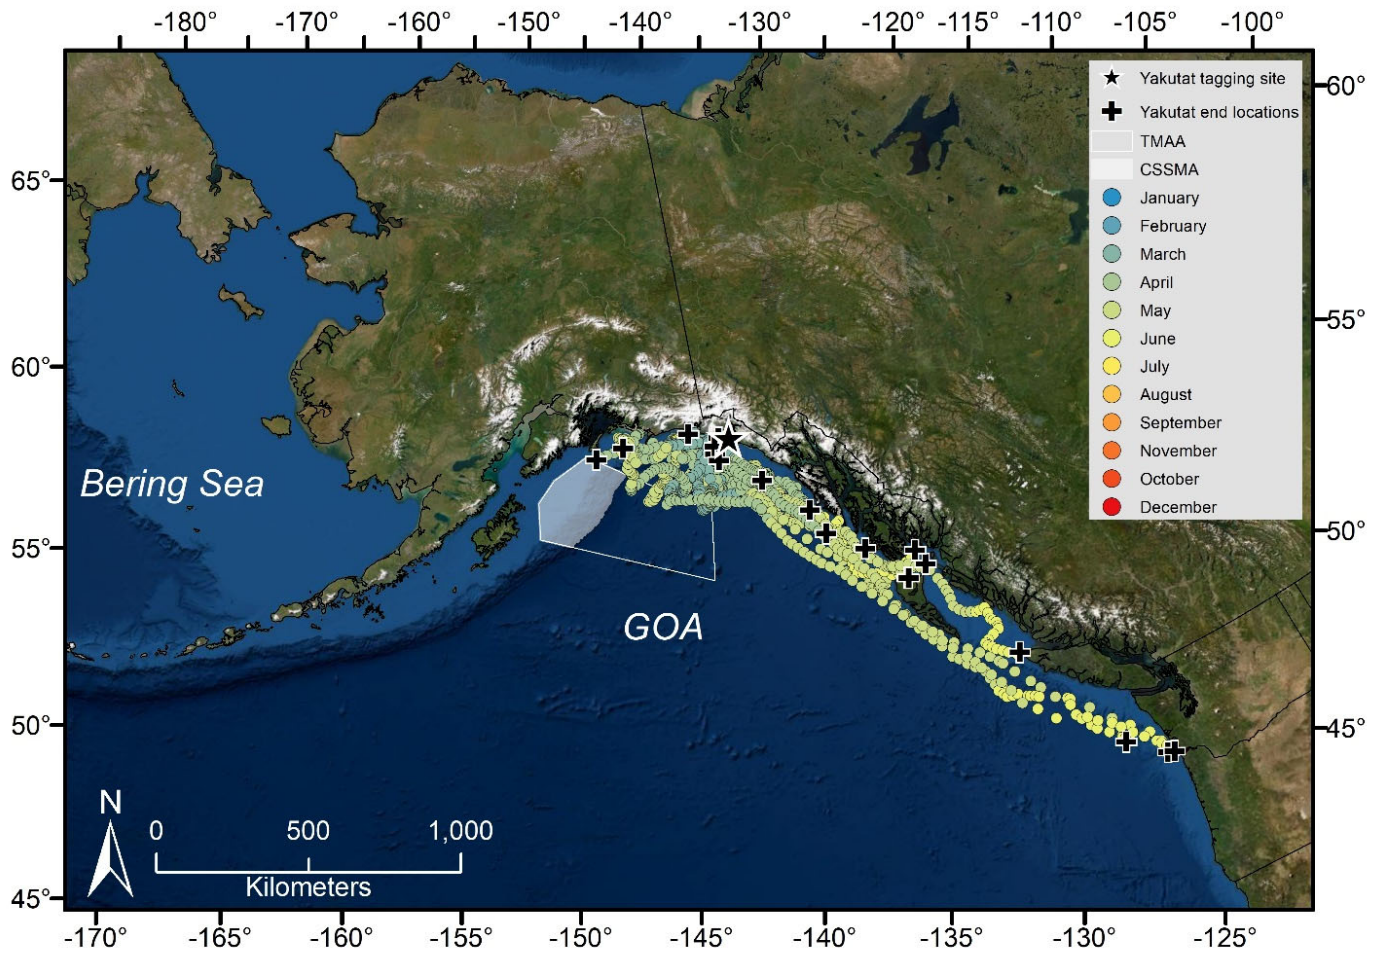 -180° -170° -160° -150° -140° -130° -120° -115° -110° -105° -100°
Yakutat tagging site
Yakutat end locations
TMAA
CSSMA
January
February
March
April
May
June
July
August
September
November
October
December
60°
55°
50°
45°
65°
60°
55°
50°
45°
Bering Sea
GOA
N
0 500 1,000
Kilometers
-170° -165° -160° -155° -150° -145° -140° -135° -130° -125°